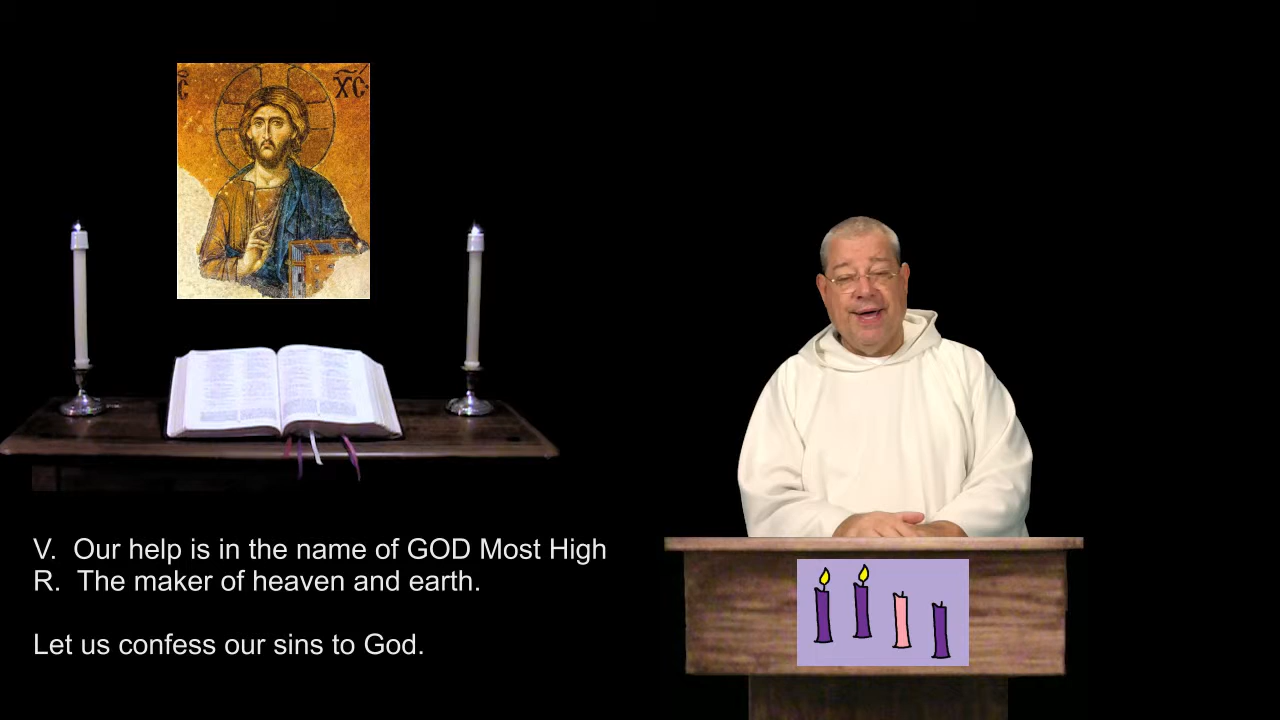 XC
V.  Our help is in the name of GOD Most High
R.  The maker of heaven and earth.
Let us confess our sins to God.